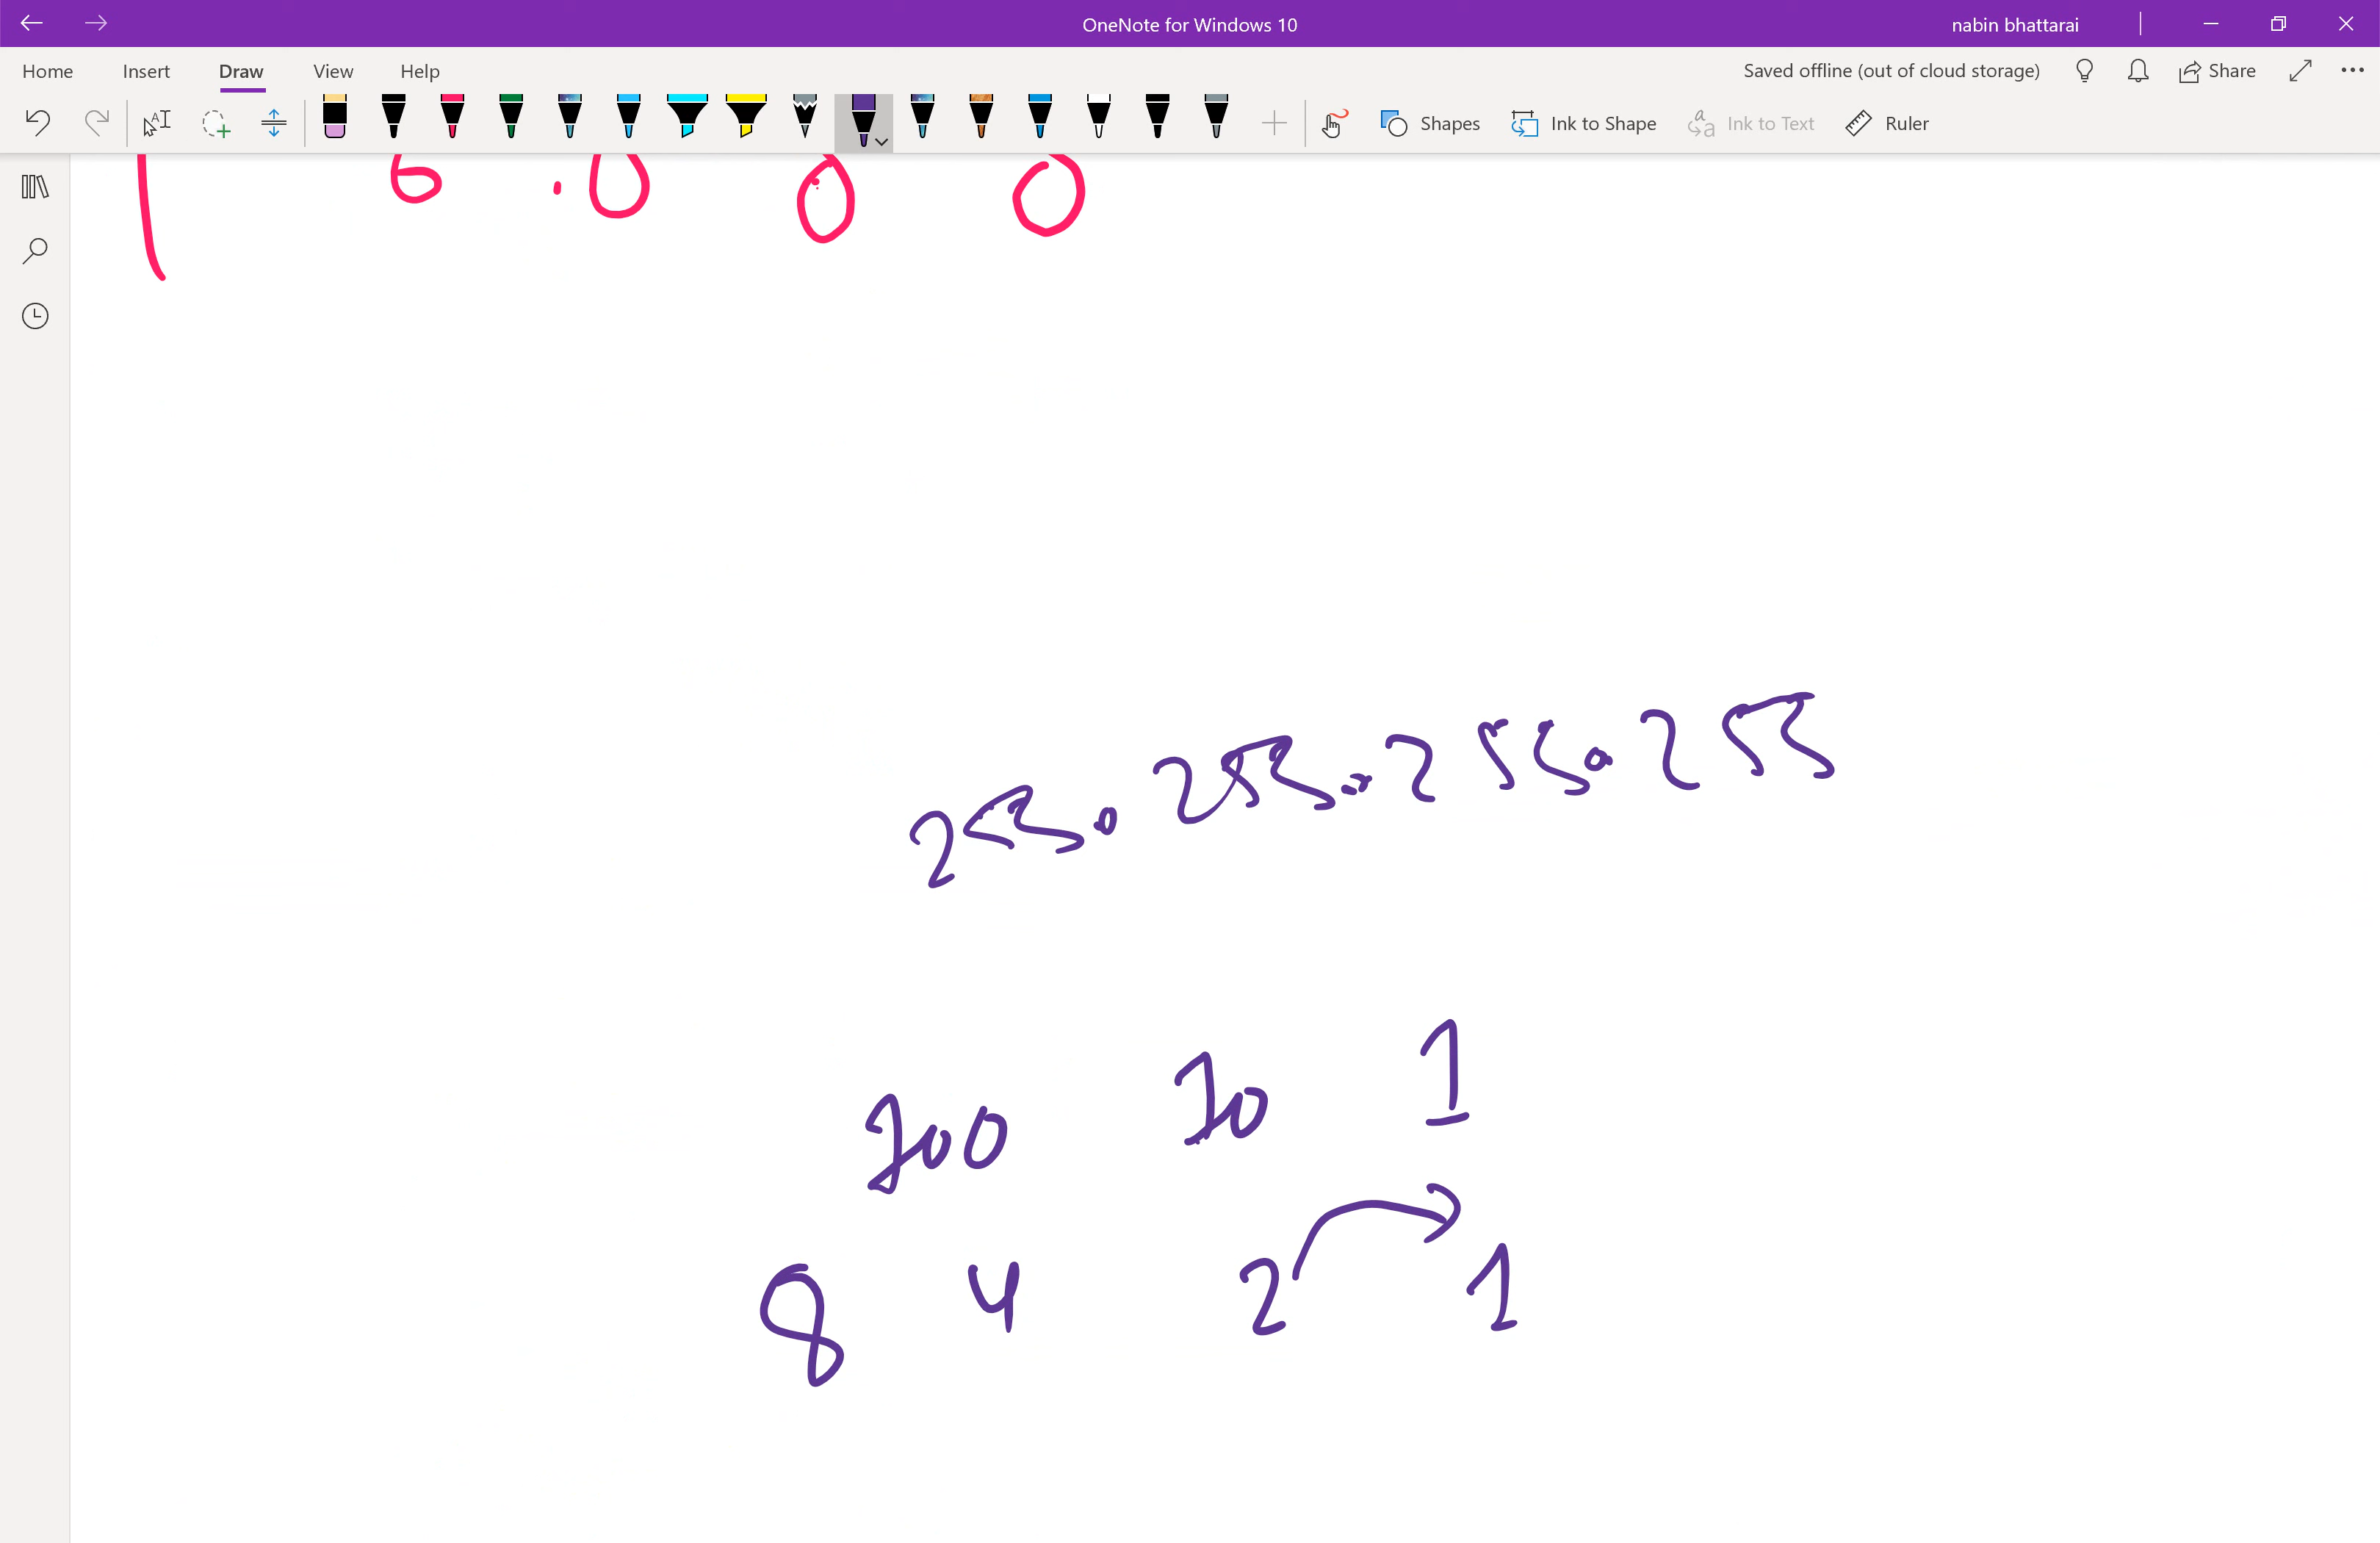 OneNote for Windows 10
nabin bhattarai
Home Insert Draw View Help
Saved offline (out of cloud storage) Share
Shapes Ink to Shape Ink to Text Ruler
6 .0 0 0
255.255.255.255
100 10 1
8 4 2 1